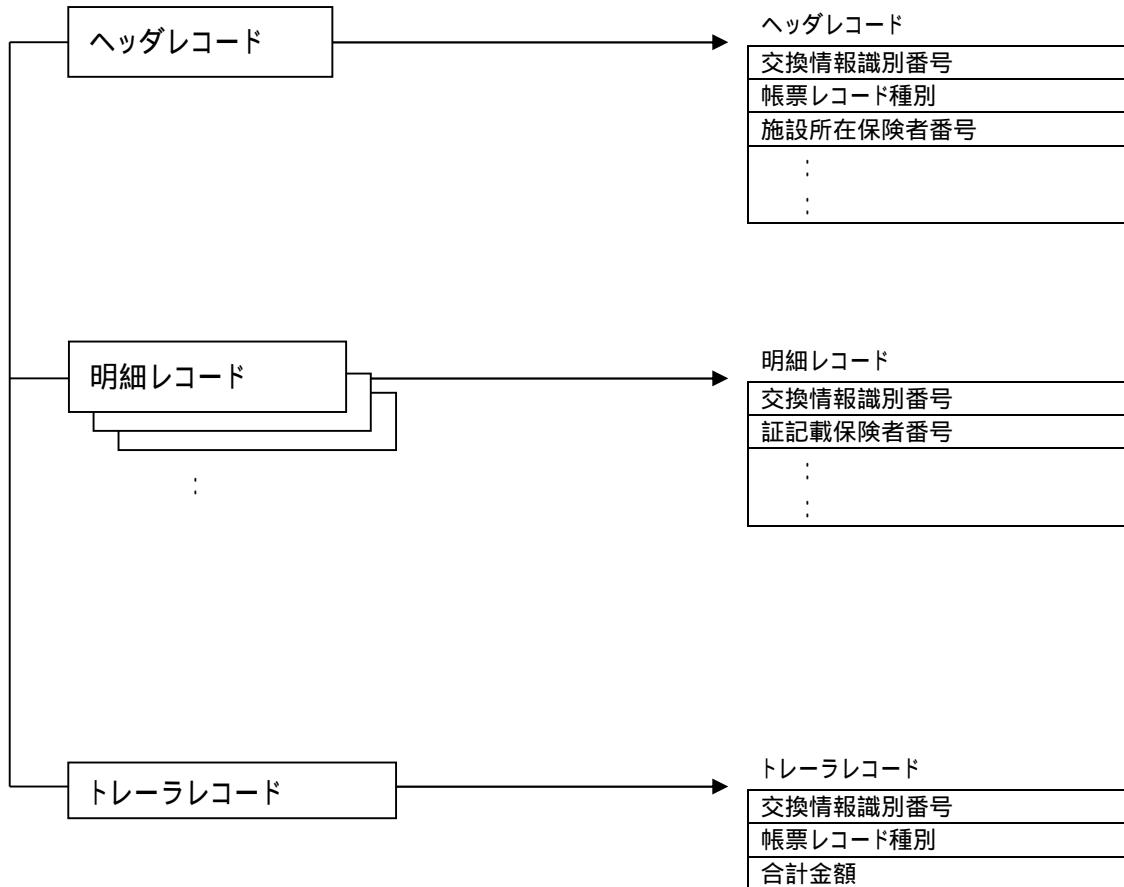 ヘッダレコード
ヘッダレコード
交換情報識別番号
帳票レコード種別
施設所在保険者番号
:
:
明細レコード
:
明細レコード
交換情報識別番号
証記載保険者番号
:
:
トレーラレコード
トレーラレコード
交換情報識別番号
帳票レコード種別
合計金額